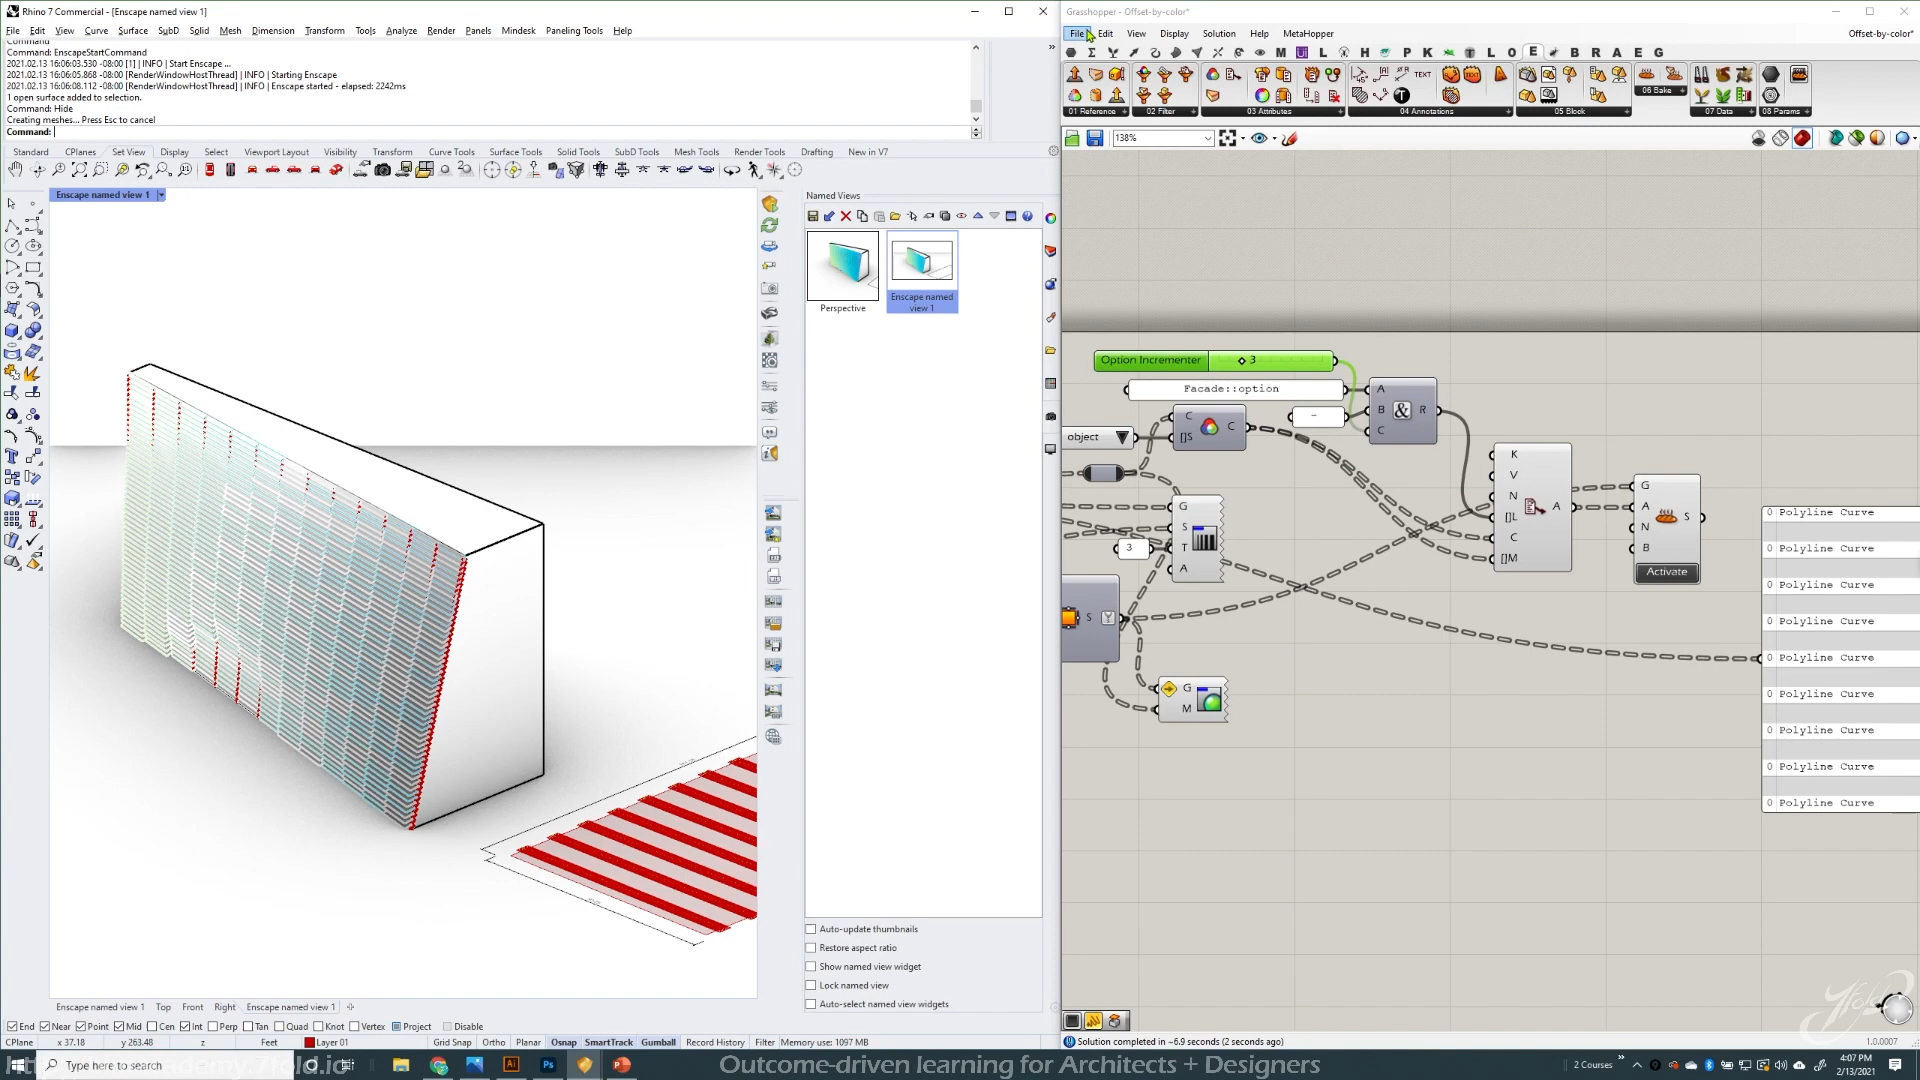 Rhino 7 Commercial - [Enscape named view 1]
File Edit View Curve Surface SubD Solid Mesh Dimension Transform Tools Analyze Render Panels Mindesk Paneling Tools Help
Command: EnscapeStartCommand
2021.02.13 16:06:03.530 -08:00 [1] | INFO | Start Enscape ...
2021.02.13 16:06:05.868 -08:00 [RenderWindowHostThread] | INFO | Starting Enscape
2021.02.13 16:06:08.112 -08:00 [RenderWindowHostThread] | INFO | Enscape started - elapsed: 2242ms
1 open surface added to selection.
Command: Hide
Creating meshes... Press Esc to cancel
Command:
Standard CPlanes Set View Display Select Viewport Layout Visibility Transform Curve Tools Surface Tools Solid Tools SubD Tools Mesh Tools Render Tools Drafting New in V7
Enscape named view 1
Named Views
Perspective
Enscape named
view 1
Auto-update thumbnails
Restore aspect ratio
Show named view widget
Lock named view
Auto-select named view widgets
Enscape named view 1 Top Front Right Enscape named view 1
End Near Point Mid Cen Int Perp Tan Quad Knot Vertex Project Disable
CPlane x 37.18 y 263.48 z Feet Layer 01 Grid Snap Ortho Planar Osnap SmartTrack Gumball Record History Filter Memory use: 1097 MB
Grasshopper - Offset-by-color*
File Edit View Display Solution Help MetaHopper
Offset-by-color*
M U H P K T L O E B R A E G
TEXT
01 Reference 02 Filter 03 Attributes 04 Annotations 05 Block 06 Bake 07 Data 08 Params
138%
Option Incrementer 3
Facade::option
-
A B C & R
object
C []S C
G S T A
3
S
G M
K V N []L C []M A
G A N B S
Activate
0 Polyline Curve
0 Polyline Curve
0 Polyline Curve
0 Polyline Curve
0 Polyline Curve
0 Polyline Curve
0 Polyline Curve
0 Polyline Curve
0 Polyline Curve
7fold
Solution completed in ~6.9 seconds (2 seconds ago)
1.0.0007
Type here to search
Outcome-driven learning for Architects + Designers
2 Courses
4:07 PM
2/13/2021